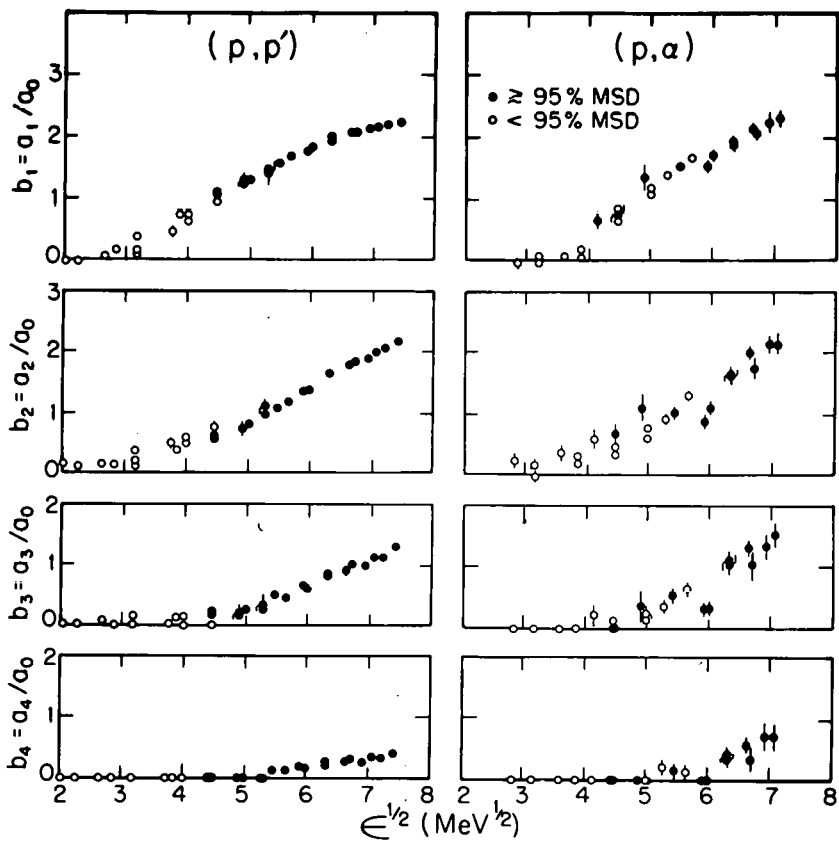 (p,p′)
(p,α)
● ≳ 95% MSD
○ < 95% MSD
b₁ = a₁/a₀
3
2
1
0
b₂ = a₂/a₀
3
2
1
0
b₃ = a₃/a₀
2
1
0
b₄ = a₄/a₀
2
1
0
2 3 4 5 6 7 8
3 4 5 6 7 8
ϵ^1/2 (MeV^1/2)